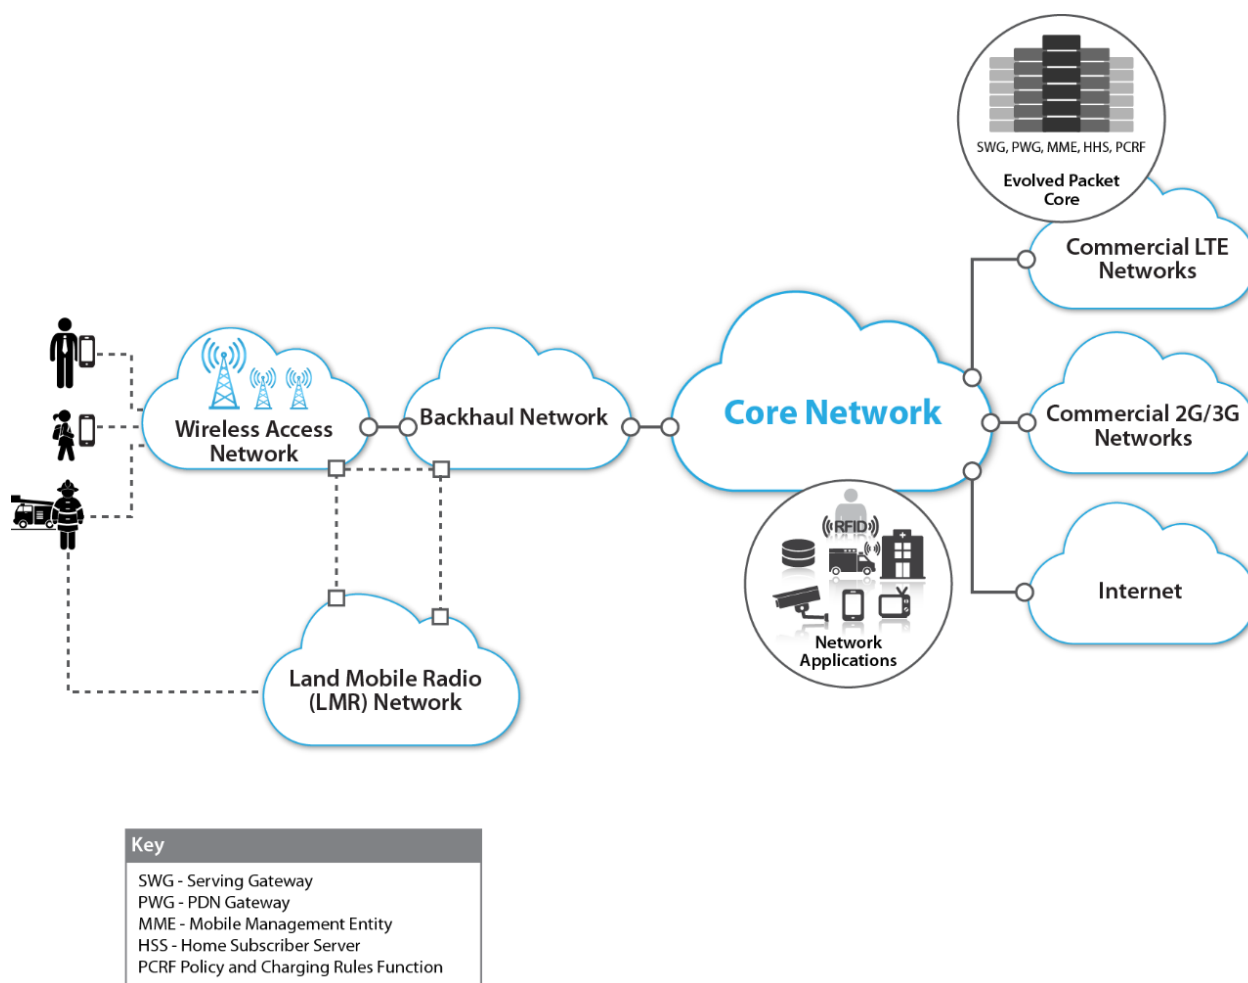 SWG, PWG, MME, HHS, PCRF
Evolved Packet
Core
Commercial LTE
Networks
Wireless Access
Network
Backhaul Network
Core Network
Commercial 2G/3G
Networks
RFID
Network
Applications
Internet
Land Mobile Radio
(LMR) Network
Key
SWG - Serving Gateway
PWG - PDN Gateway
MME - Mobile Management Entity
HSS - Home Subscriber Server
PCRF Policy and Charging Rules Function